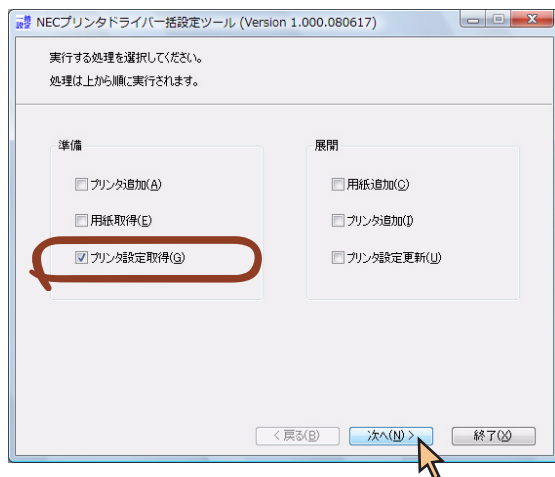 NECプリンタドライバー括設定ツール (Version 1.000.080617)
実行する処理を選択してください。
処理は上から順に実行されます。
準備
プリンタ追加(A)
用紙取得(E)
プリンタ設定取得(G)
展開
用紙追加(C)
プリンタ追加(I)
プリンタ設定更新(U)
< 戻る(B)
次へ(N) >
終了(X)